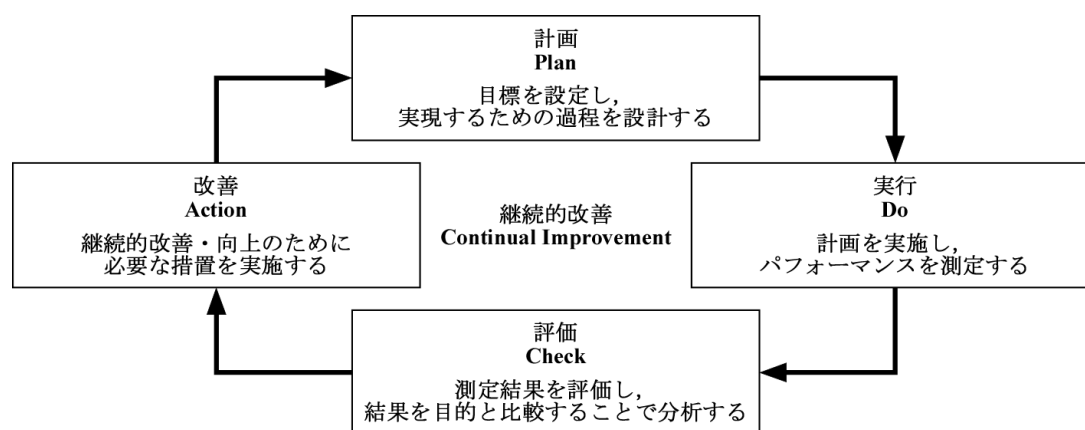 計画
Plan
目標を設定し,
実現するための過程を設計する
改善
Action
継続的改善・向上のために
必要な措置を実施する
継続的改善
Continual Improvement
実行
Do
計画を実施し,
パフォーマンスを測定する
評価
Check
測定結果を評価し,
結果を目的と比較することで分析する